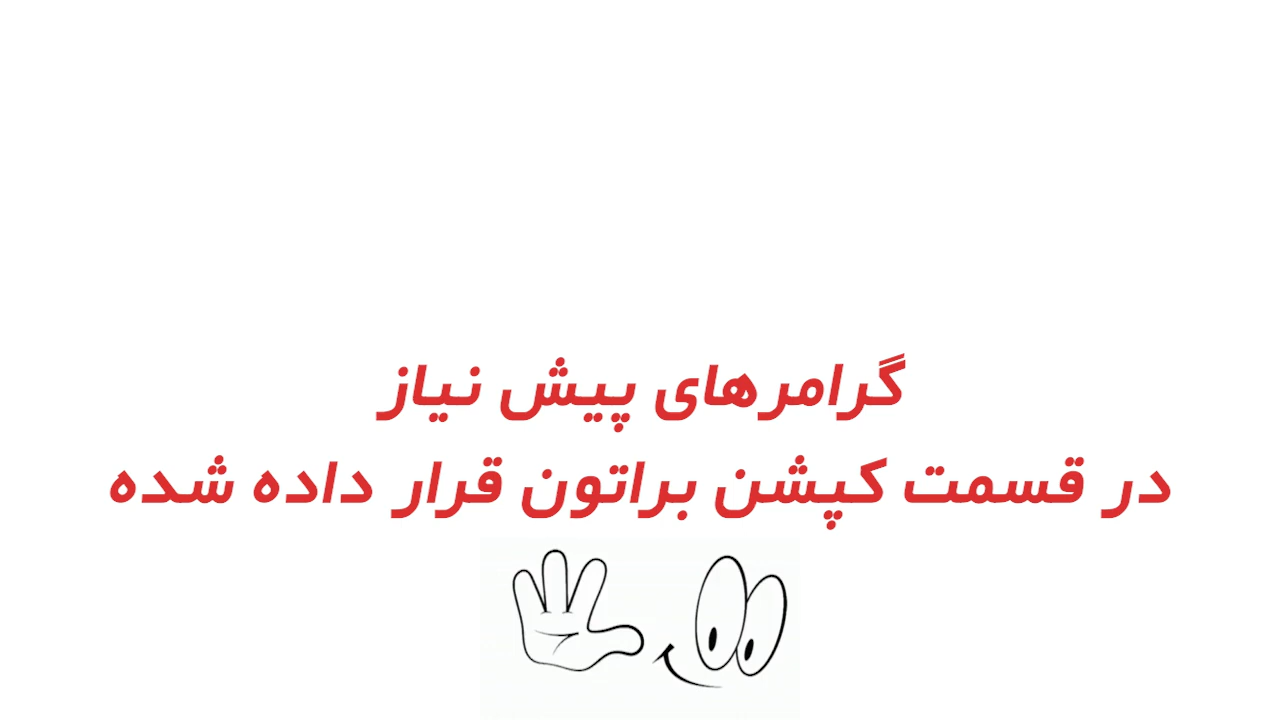 گرامرهای پیش نیاز
در قسمت کپشن براتون قرار داده شده